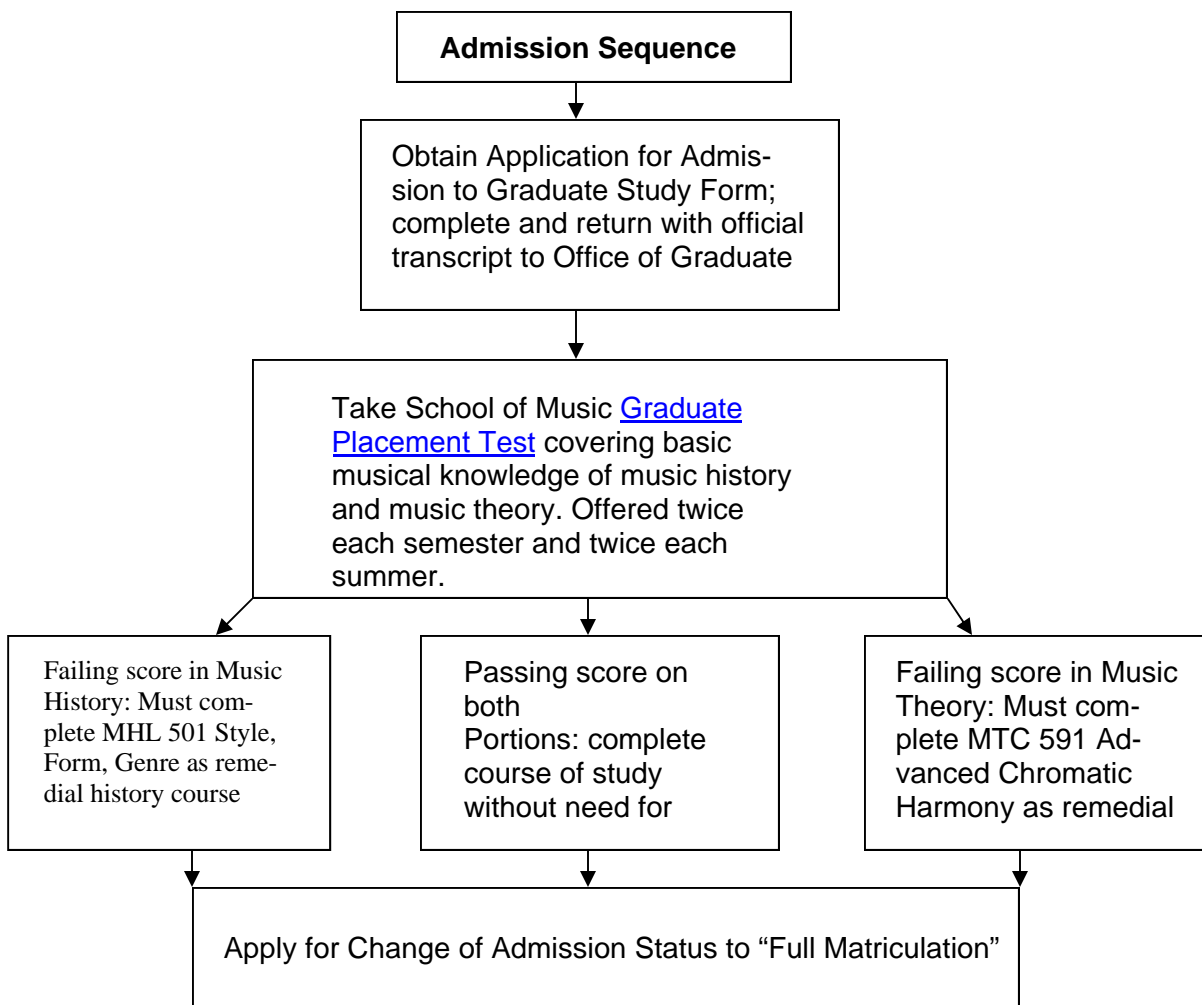 Admission Sequence
Obtain Application for Admis-
sion to Graduate Study Form;
complete and return with official
transcript to Office of Graduate
Take School of Music Graduate
Placement Test covering basic
musical knowledge of music history
and music theory. Offered twice
each semester and twice each
summer.
Failing score in Music
History: Must com-
plete MHL 501 Style,
Form, Genre as reme-
dial history course
Passing score on
both
Portions: complete
course of study
without need for
Failing score in Music
Theory: Must com-
plete MTC 591 Ad-
vanced Chromatic
Harmony as remedial
Apply for Change of Admission Status to “Full Matriculation”